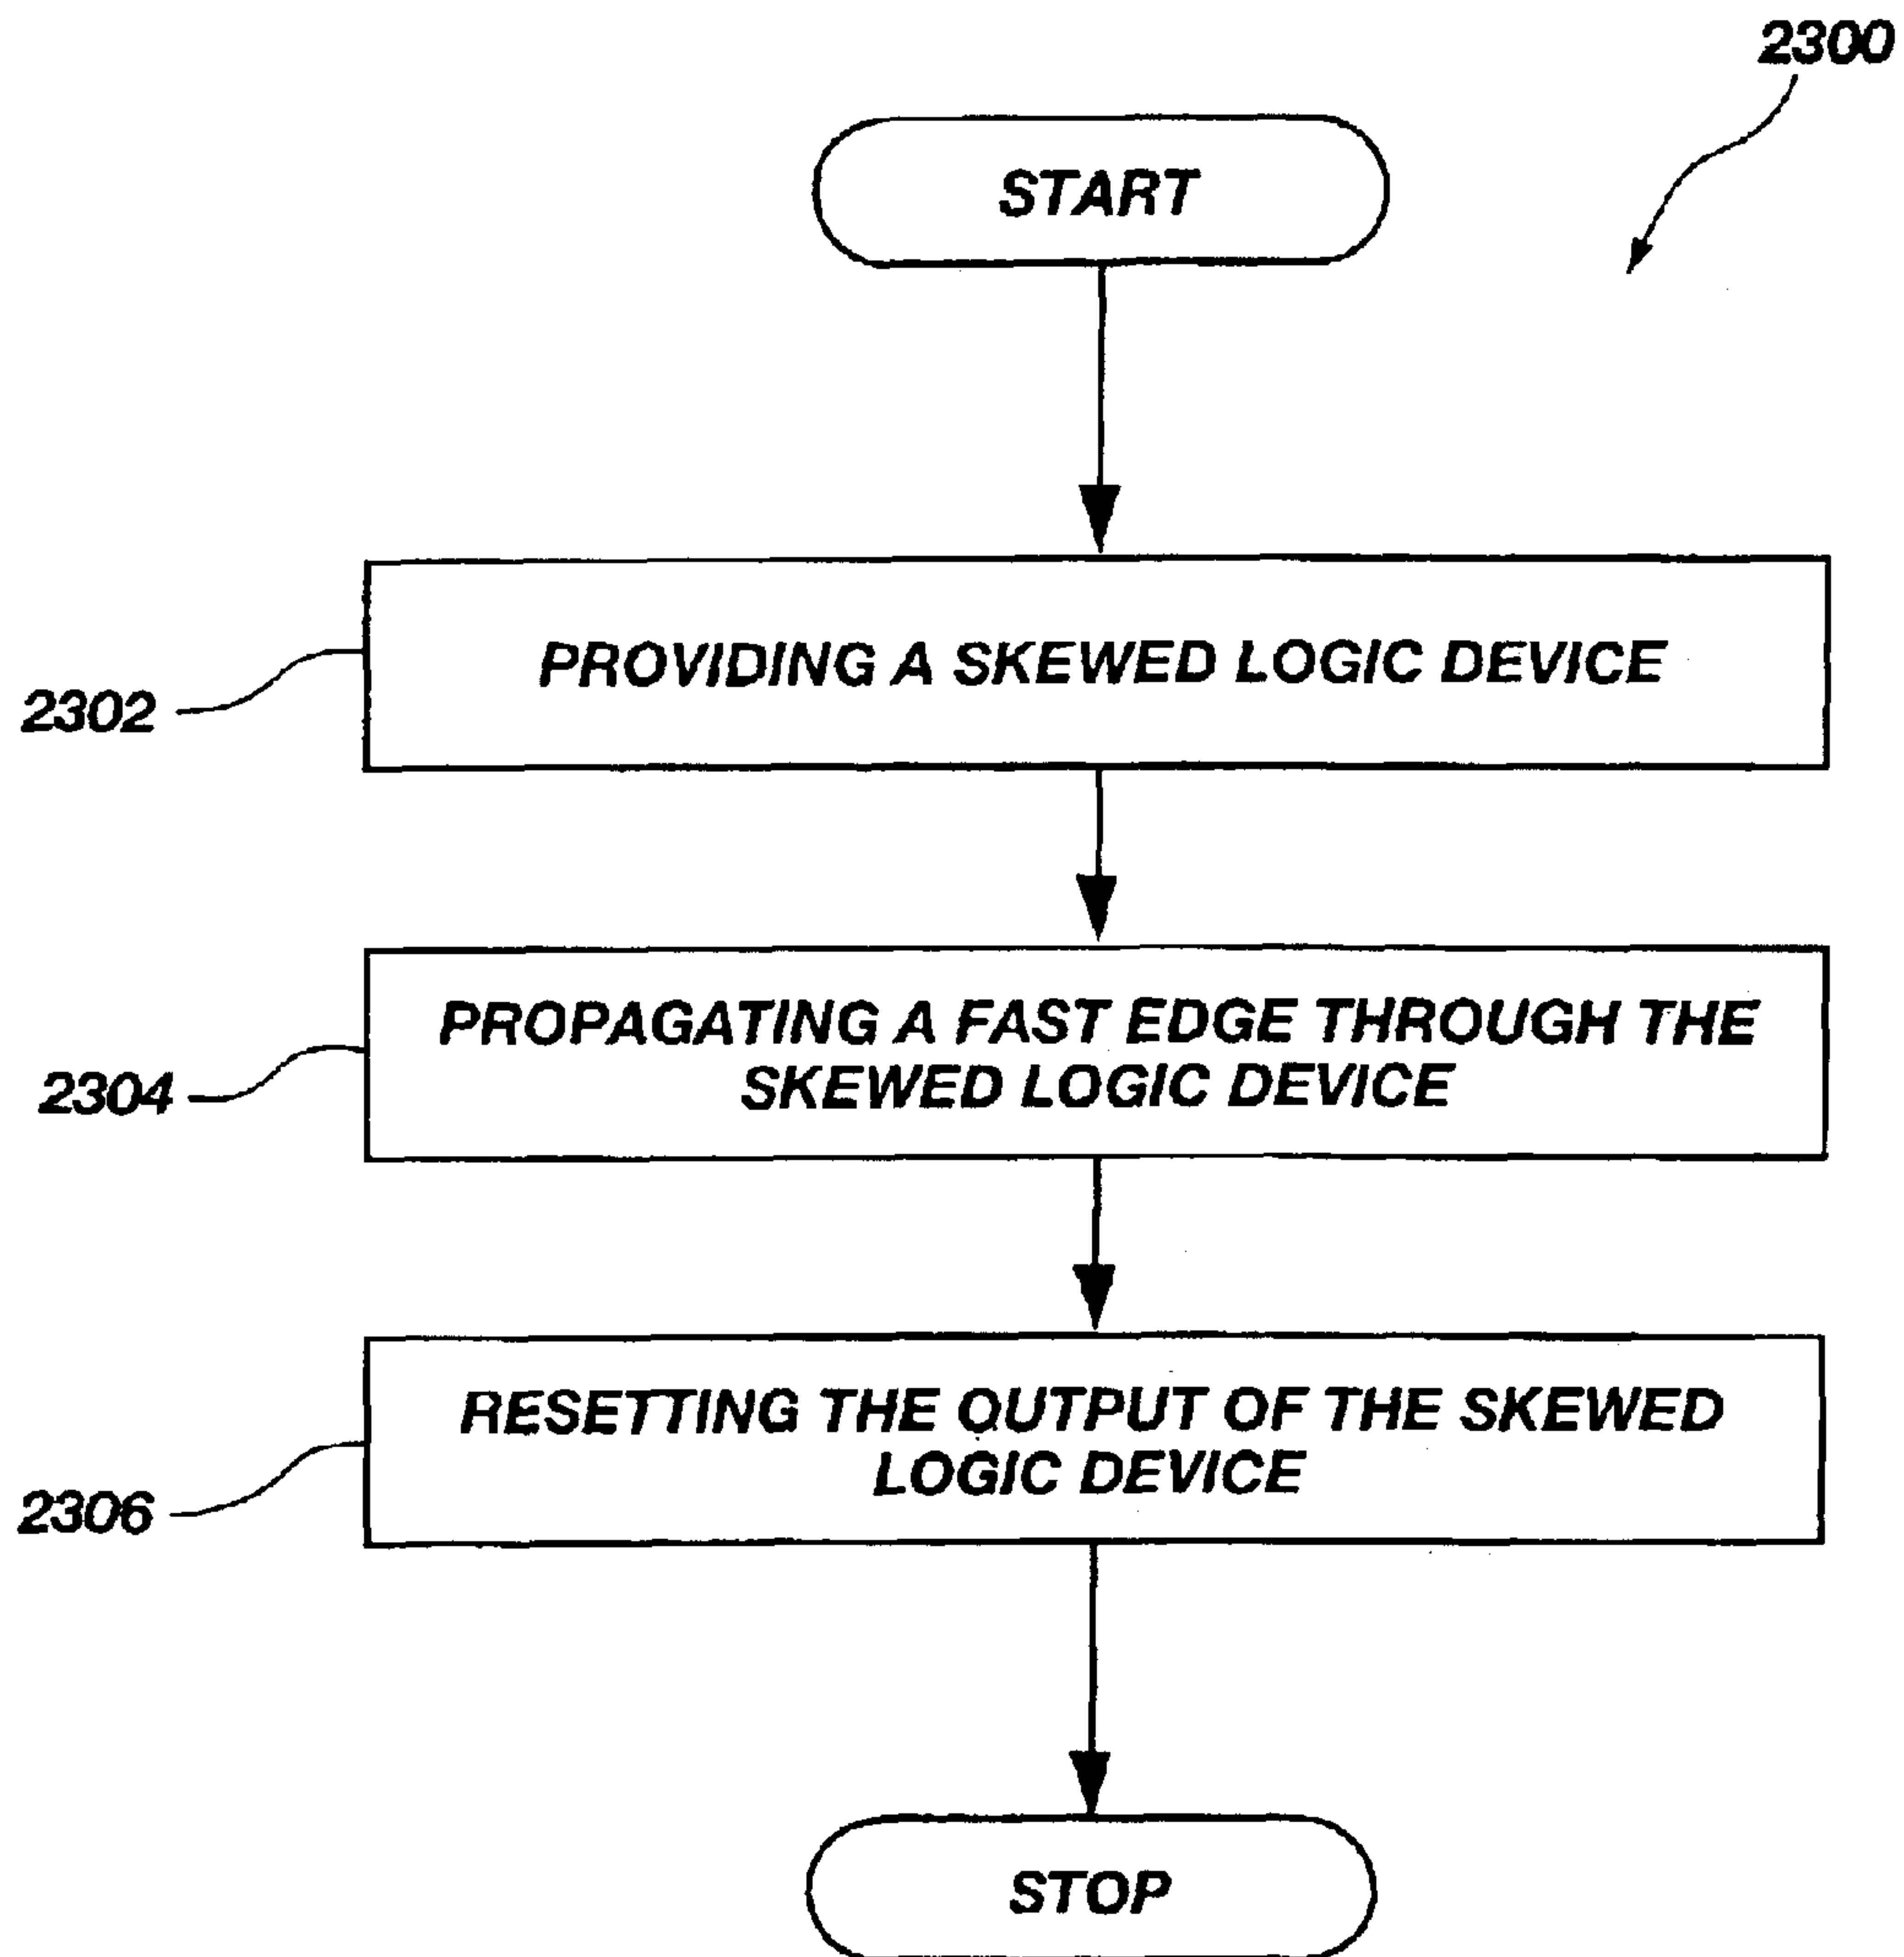 2300
START
PROVIDING A SKEWED LOGIC DEVICE
2302
PROPAGATING A FAST EDGE THROUGH THE
SKEWED LOGIC DEVICE
2304
RESETTING THE OUTPUT OF THE SKEWED
LOGIC DEVICE
2306
STOP